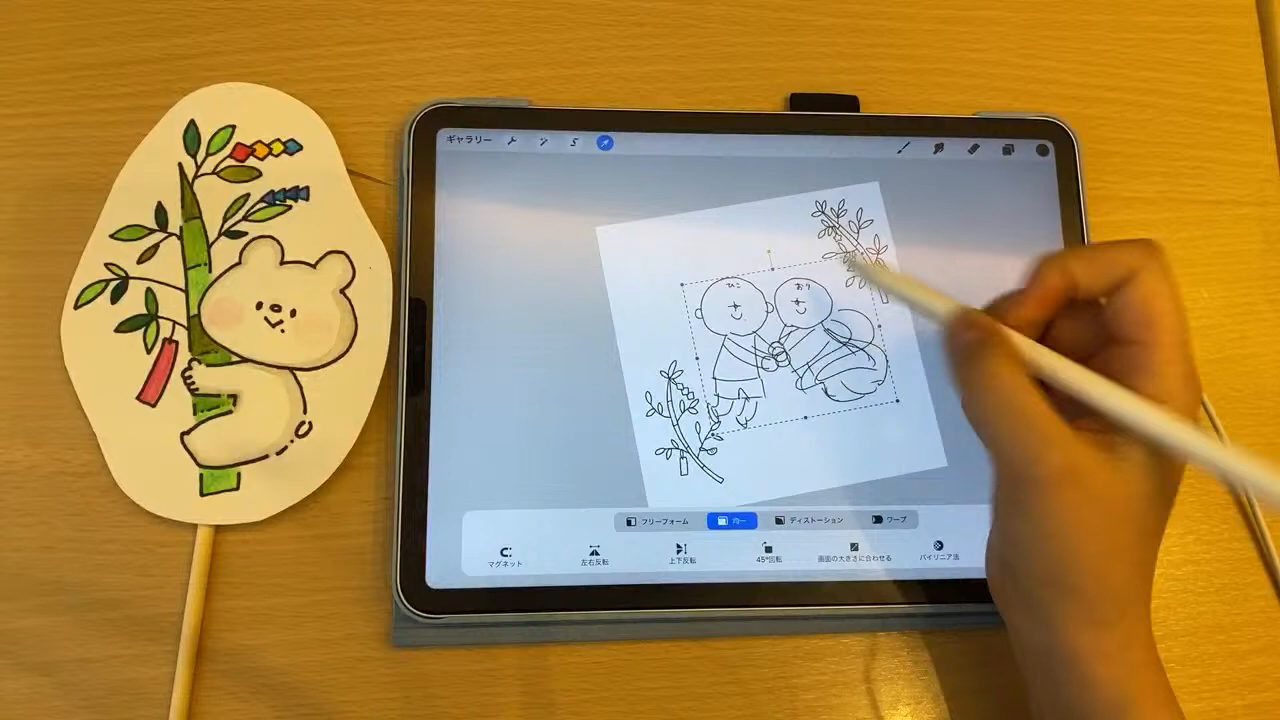 ギャラリー
ひこ
おり
フリーフォーム
均一
ディストーション
ワープ
マグネット
左右反転
上下反転
45°回転
画面の大きさに合わせる
バイリニア法